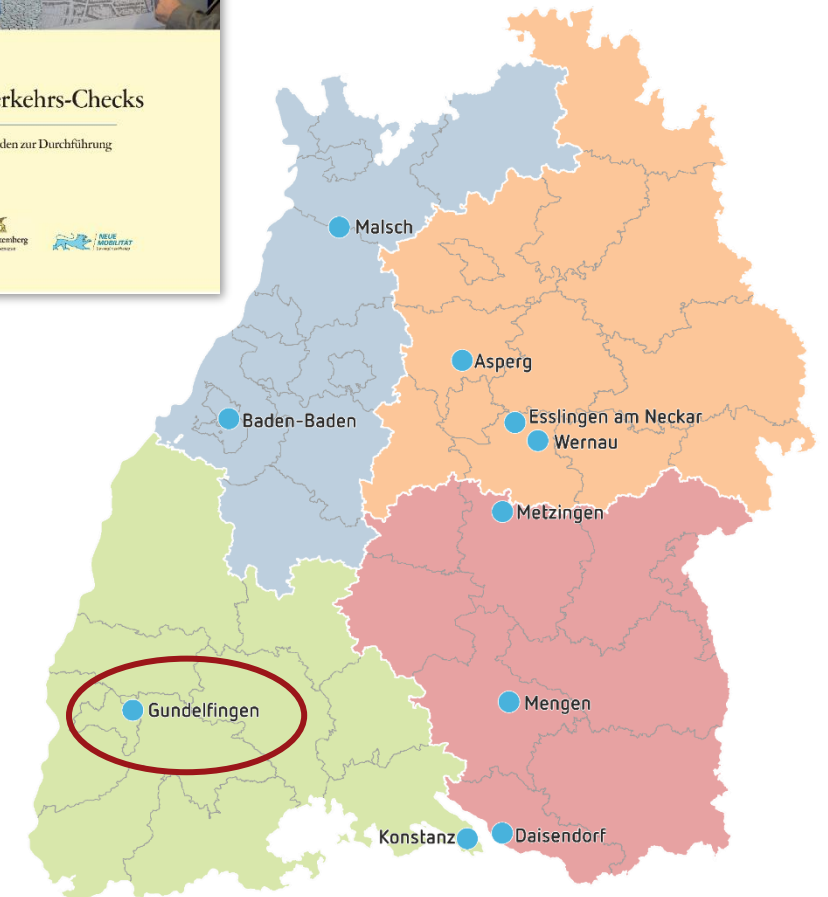 rkehrs-Checks
den zur Durchführung
NEUE
MOBILITÄT
Malsch
Asperg
Baden-Baden
Esslingen am Neckar
Wernau
Metzingen
Mengen
Gundelfingen
Konstanz
Daisendorf